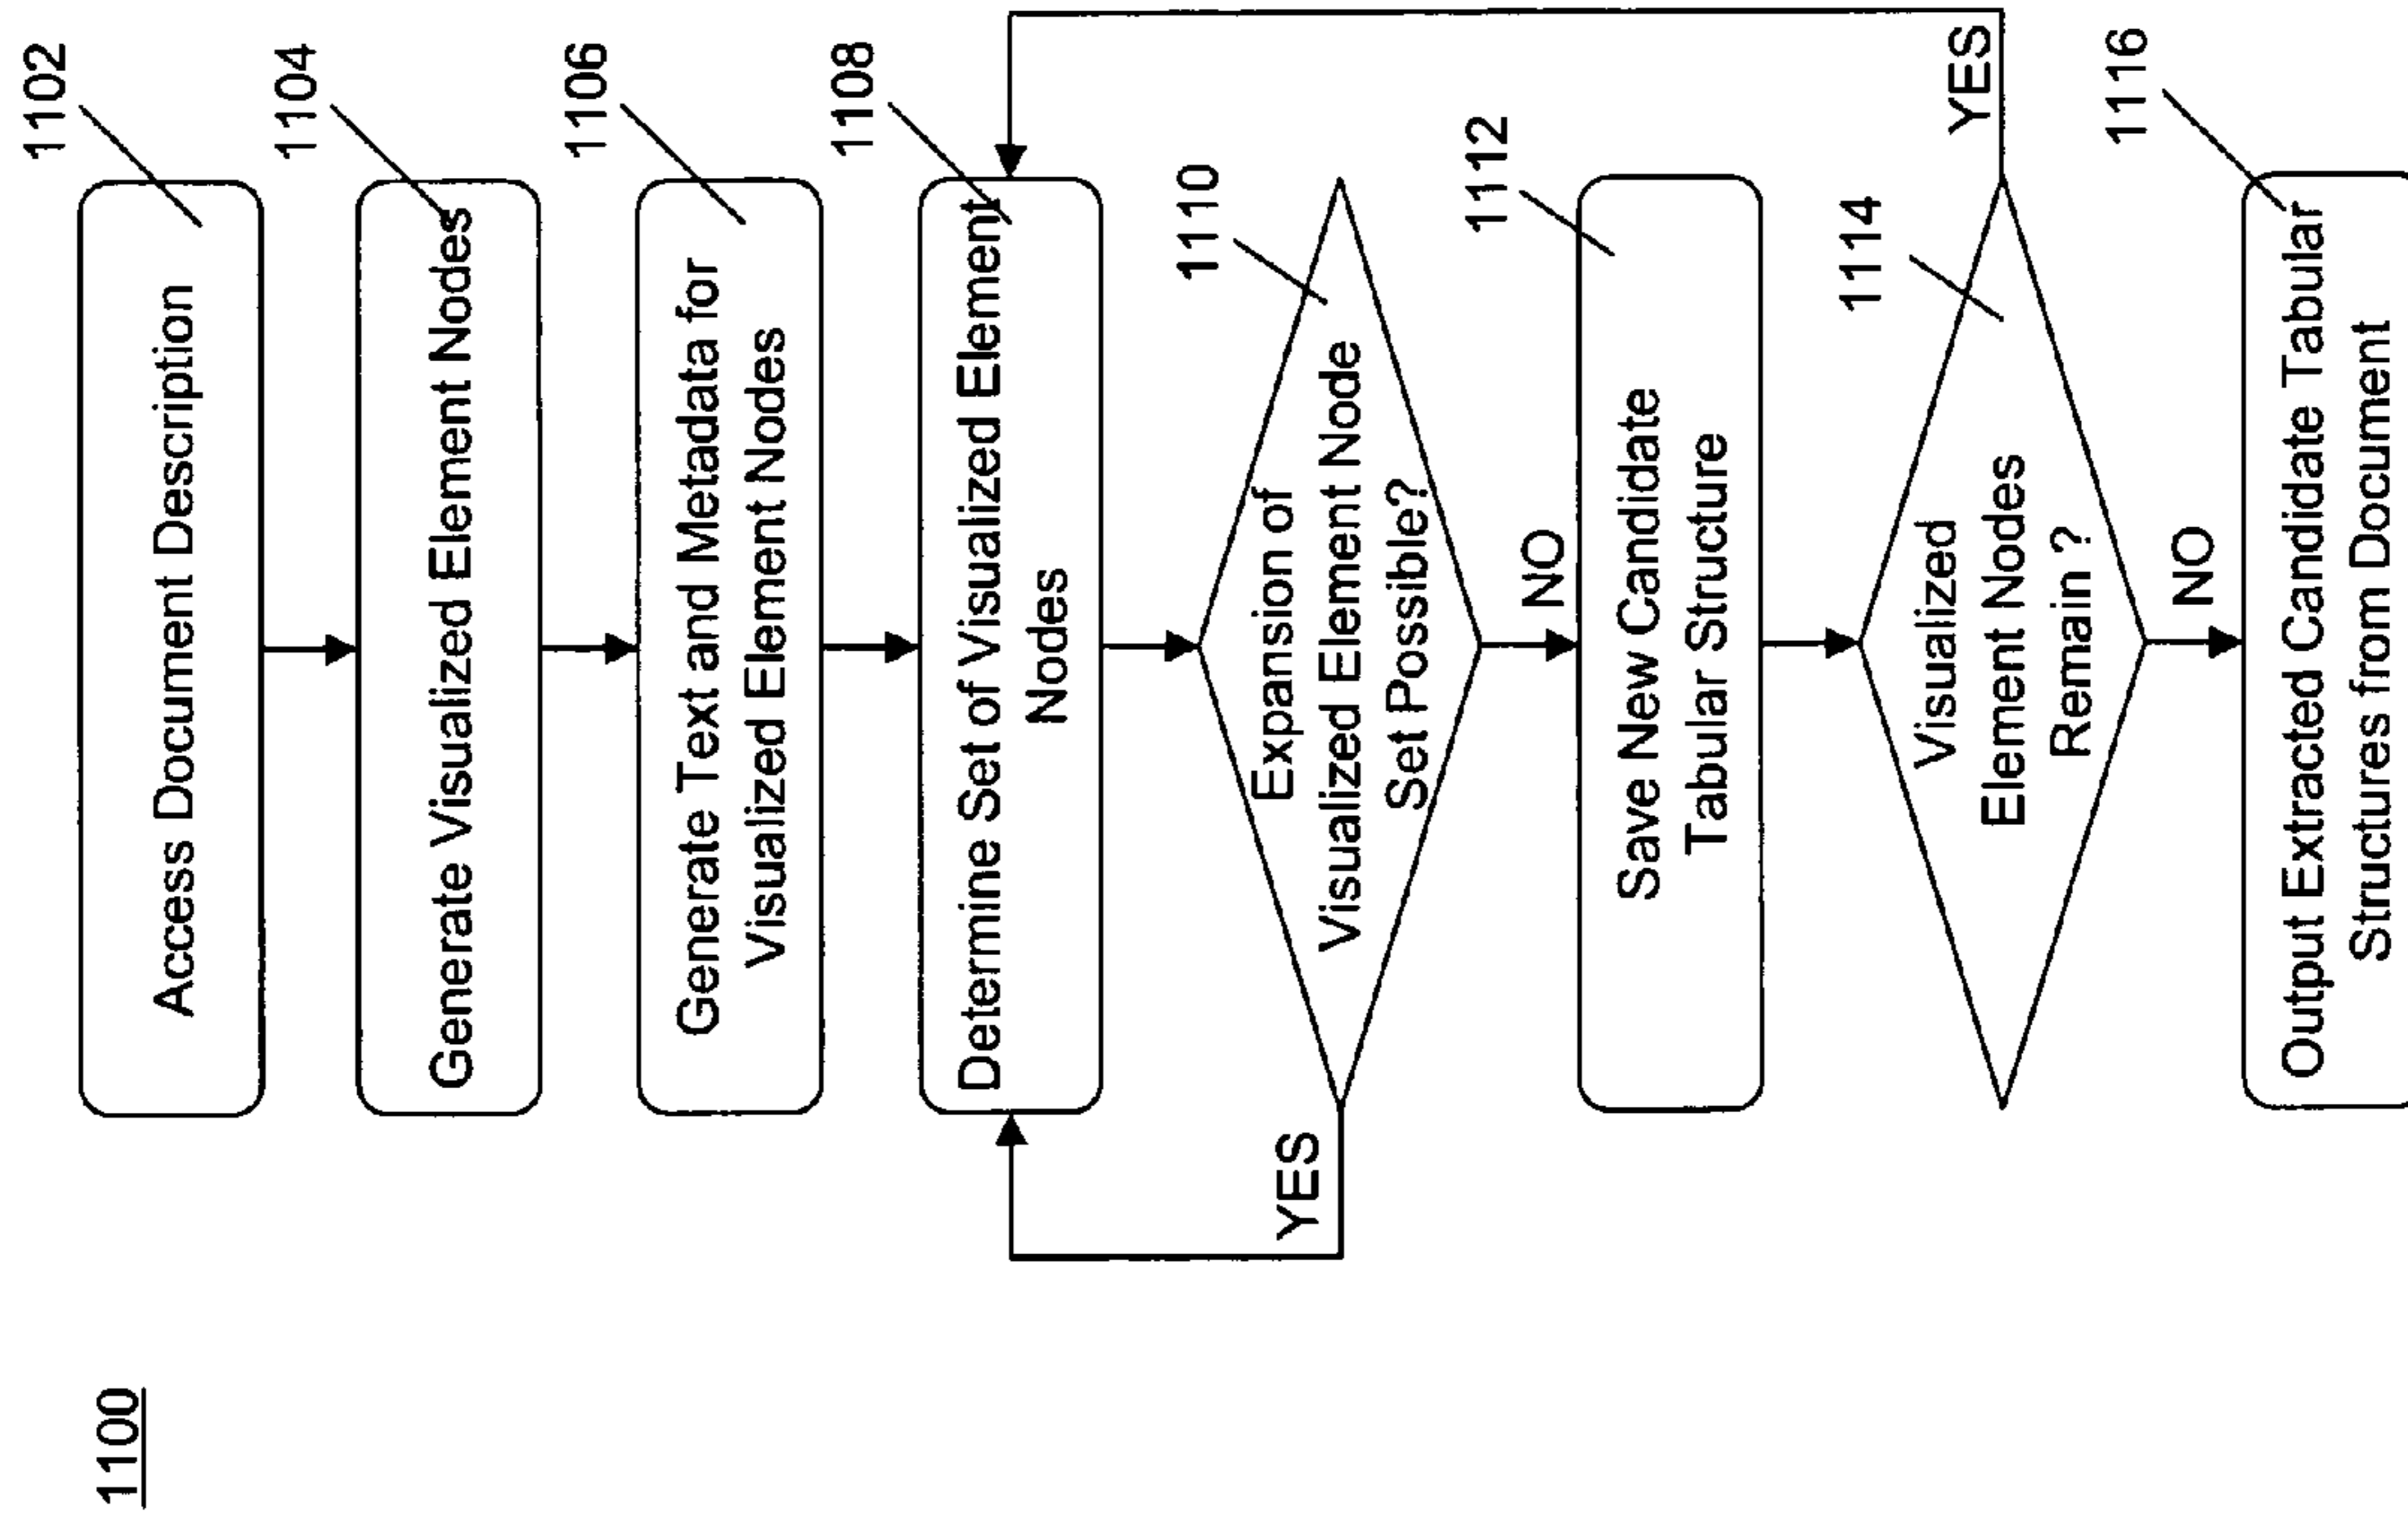 1100
1102
Access Document Description
1104
Generate Visualized Element Nodes
1106
Generate Text and Metadata for
Visualized Element Nodes
1108
Determine Set of Visualized Element
Nodes
1110
Expansion of
Visualized Element Node
Set Possible?
YES
NO
1112
Save New Candidate
Tabular Structure
1114
Visualized
Element Nodes
Remain ?
YES
NO
1116
Output Extracted Candidate Tabular
Structures from Document